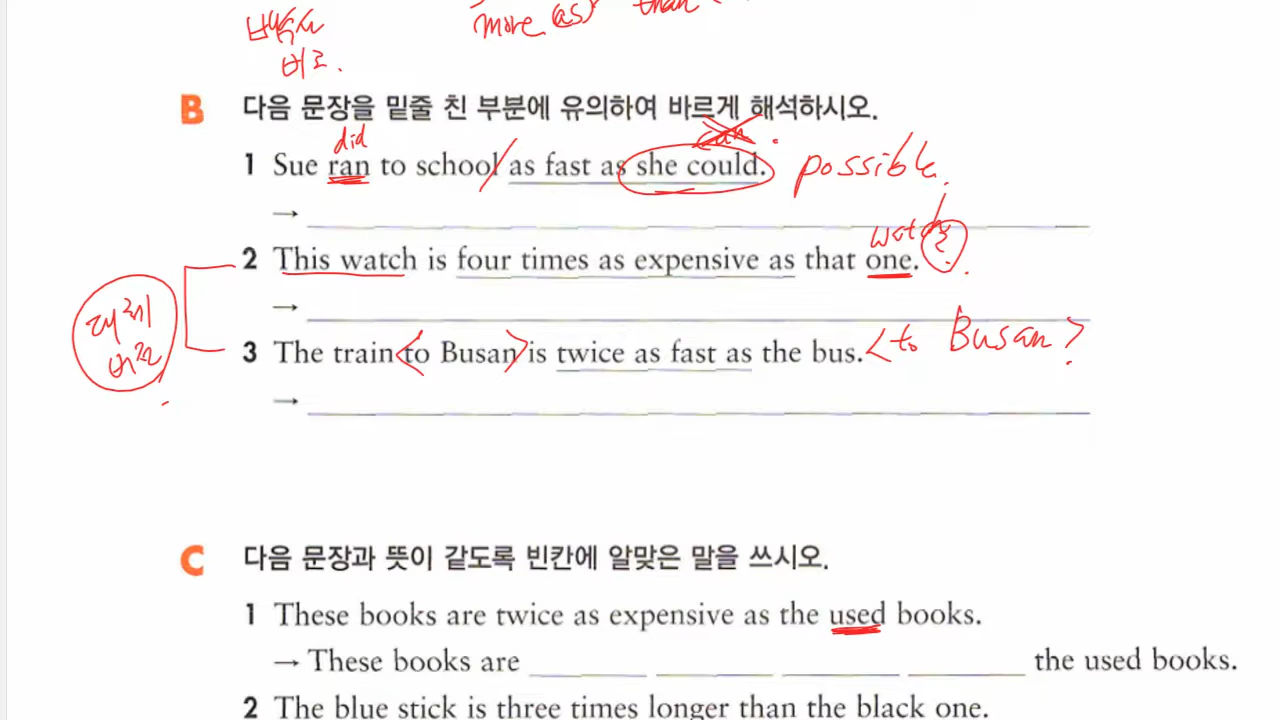 more as than
B 다음 문장을 밑줄 친 부분에 유의하여 바르게 해석하시오.
did
1 Sue ran to school / as fast as she could. possible.
→
watch
2 This watch is four times as expensive as that one.
→
3 The train <to Busan> is twice as fast as the bus. <to Busan>
→
C 다음 문장과 뜻이 같도록 빈칸에 알맞은 말을 쓰시오.
1 These books are twice as expensive as the used books.
→ These books are ____ ____ ____ ____ the used books.
2 The blue stick is three times longer than the black one.